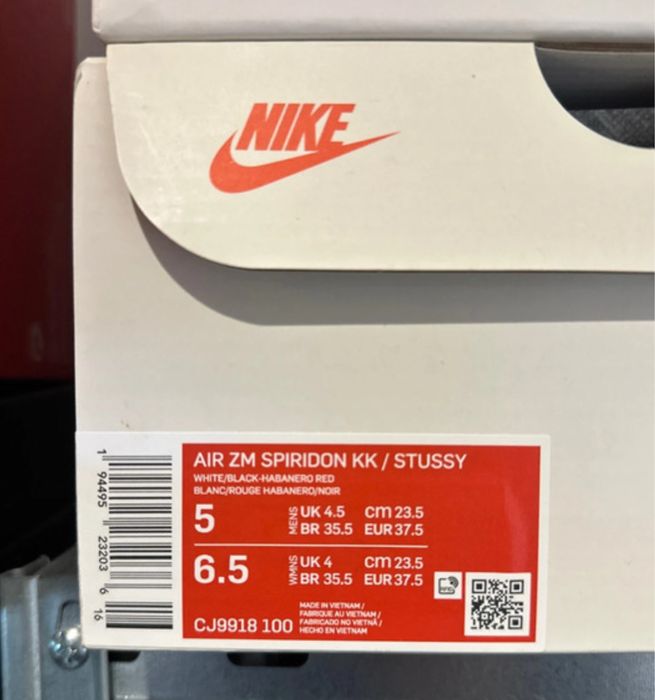 NIKE
AIR ZM SPIRIDON KK / STUSSY
WHITE/BLACK-HABANERO RED
BLANC/ROUGE HABANERO/NOIR
5 MENS UK 4.5 cm 23.5
BR 35.5 EUR 37.5
6.5 WMNS UK 4 cm 23.5
BR 35.5 EUR 37.5
CJ9918 100
MADE IN VIETNAM /
FABRIQUE AU VIETNAM /
FABRICADO NO VIETNÃ /
HECHO EN VIETNAM
1 94495 23203 6 16